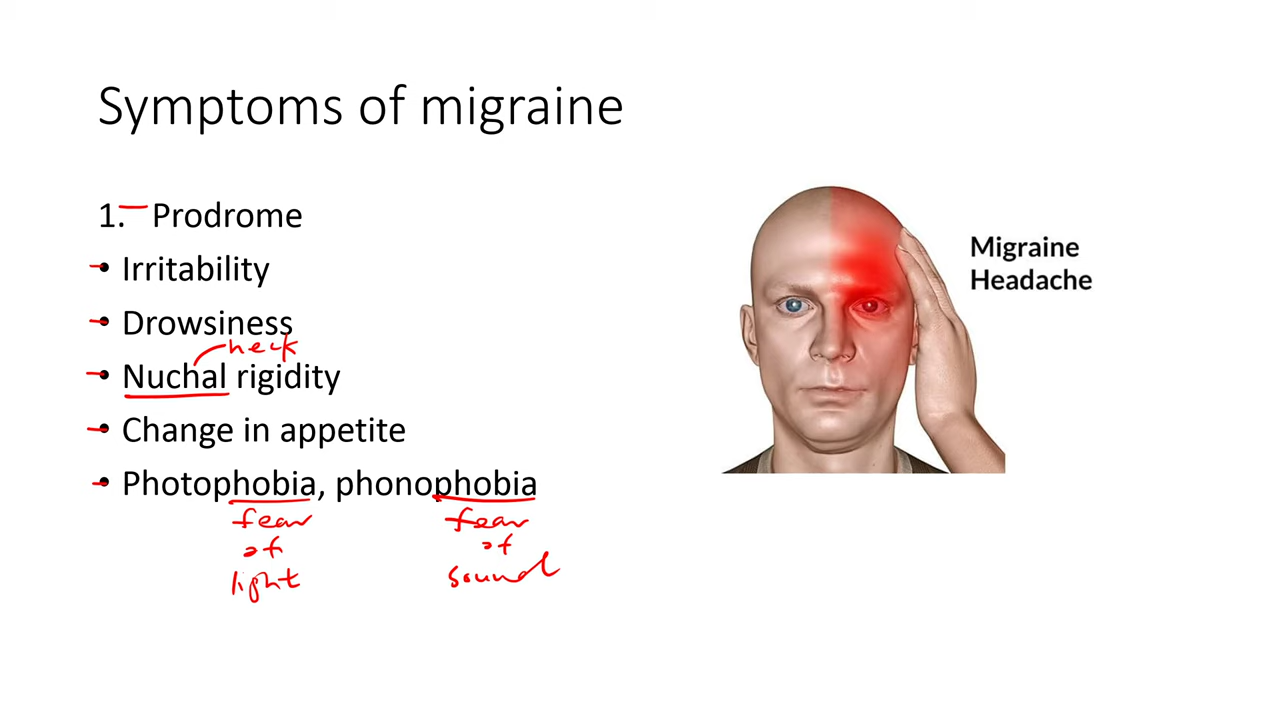 Symptoms of migraine
1. Prodrome
• Irritability
• Drowsiness
neck
• Nuchal rigidity
• Change in appetite
• Photophobia, phonophobia
fear
of
light
fear
of
sound
Migraine
Headache